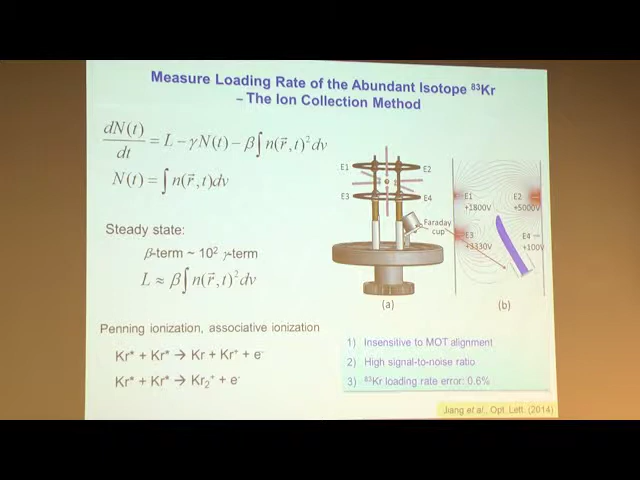 Measure Loading Rate of the Abundant Isotope ⁸³Kr
– The Ion Collection Method
dN(t)/dt = L − γN(t) − β∫n(r⃗,t)²dv
N(t) = ∫n(r⃗,t)dv
Steady state:
β-term ~ 10² γ-term
L ≈ β∫n(r⃗,t)²dv
Penning ionization, associative ionization
Kr* + Kr* → Kr + Kr⁺ + e⁻
Kr* + Kr* → Kr₂⁺ + e⁻
E1
E2
E3
E4
Faraday
cup
(a)
E1
+1800V
E2
+5000V
E3
+3330V
E4
+100V
(b)
1) Insensitive to MOT alignment
2) High signal-to-noise ratio
3) ⁸³Kr loading rate error: 0.6%
Jiang et al., Opt. Lett. (2014)